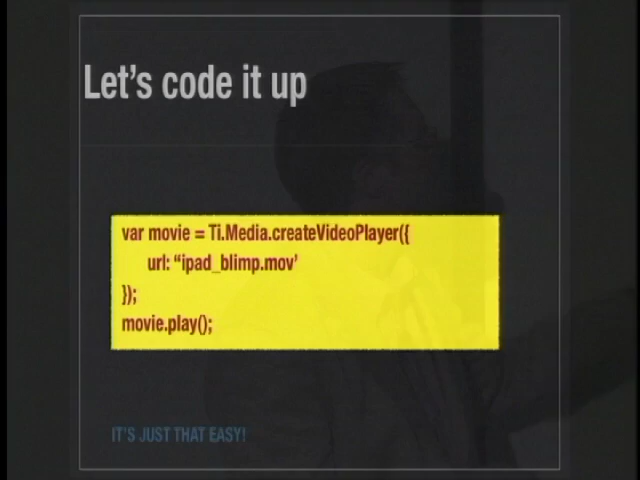 Let's code it up
var movie = Ti.Media.createVideoPlayer({
url: “ipad_blimp.mov’
});
movie.play();
IT'S JUST THAT EASY!